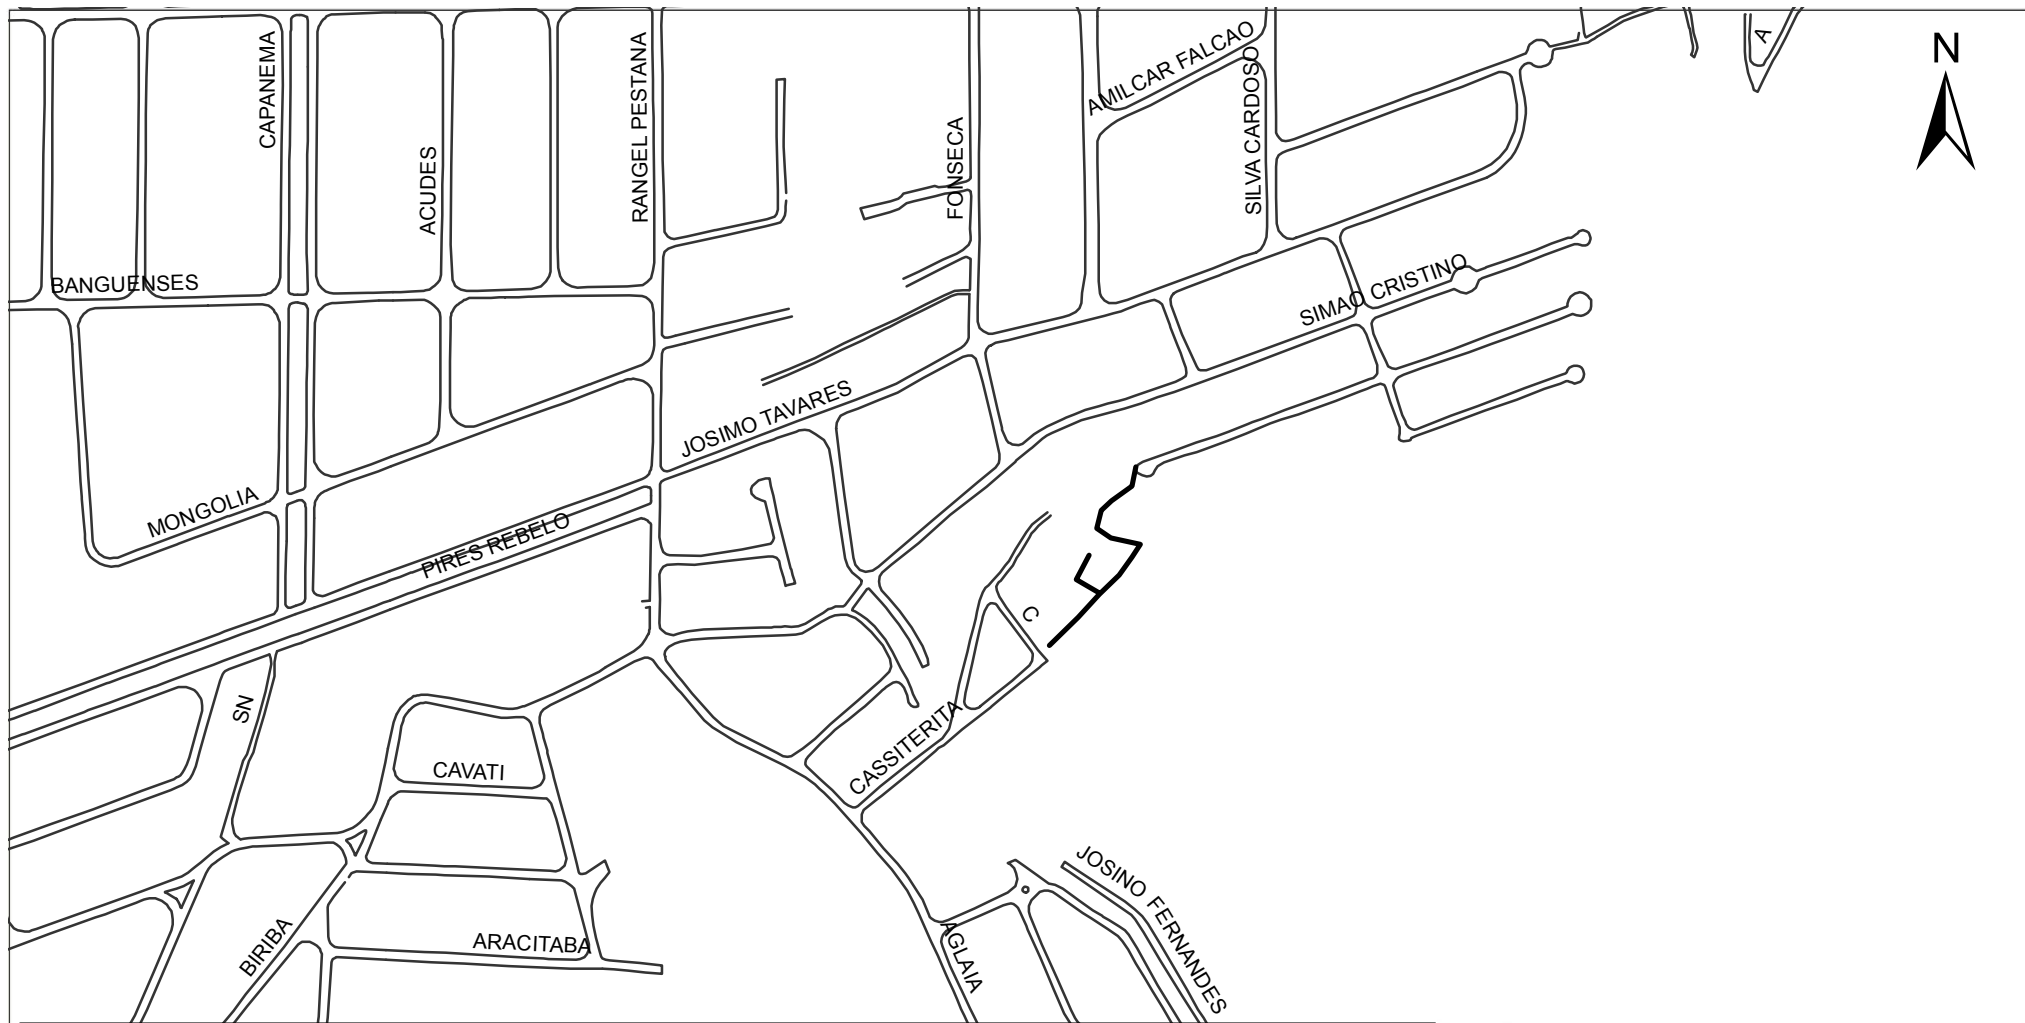 N
A
AMILCAR FALCAO
CAPANEMA
RANGEL PESTANA
SILVA CARDOSO
FONSECA
ACUDES
BANGUENSES
SIMAO CRISTINO
JOSIMO TAVARES
MONGOLIA
PIRES REBELO
C
SN
CASSITERITA
CAVATI
JOSINO FERNANDES
BIRIBA
ARACITABA
AGLAIA